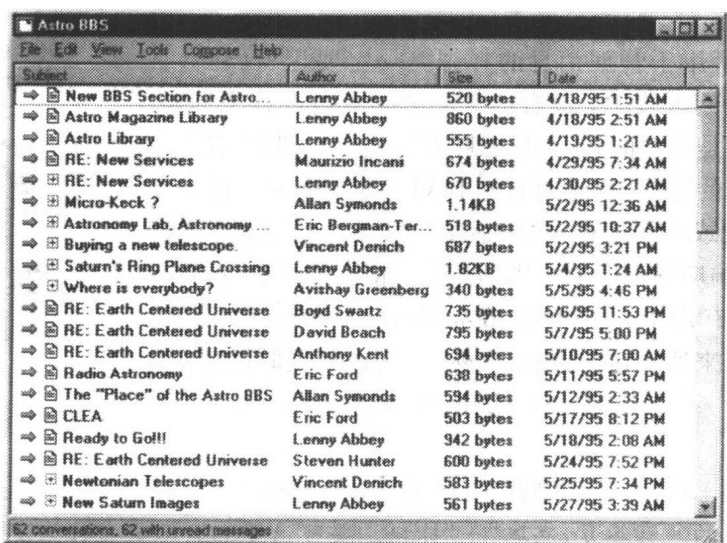 Astro BBS
File Edit View Tools Compose Help
Subject Author Size Date
New BBS Section for Astro... Lenny Abbey 520 bytes 4/18/95 1:51 AM
Astro Magazine Library Lenny Abbey 860 bytes 4/18/95 2:51 AM
Astro Library Lenny Abbey 555 bytes 4/19/95 1:21 AM
RE: New Services Maurizio Incani 674 bytes 4/29/95 7:34 AM
RE: New Services Lenny Abbey 670 bytes 4/30/95 2:21 AM
Micro-Keck ? Allan Symonds 1.14KB 5/2/95 12:36 AM
Astronomy Lab, Astronomy ... Eric Bergman-Ter... 518 bytes 5/2/95 10:37 AM
Buying a new telescope. Vincent Denich 687 bytes 5/2/95 3:21 PM
Saturn's Ring Plane Crossing Lenny Abbey 1.82KB 5/4/95 1:24 AM
Where is everybody? Avishay Greenberg 340 bytes 5/5/95 4:46 PM
RE: Earth Centered Universe Boyd Swartz 735 bytes 5/6/95 11:53 PM
RE: Earth Centered Universe David Beach 795 bytes 5/7/95 5:00 PM
RE: Earth Centered Universe Anthony Kent 694 bytes 5/10/95 7:00 AM
Radio Astronomy Eric Ford 638 bytes 5/11/95 5:57 PM
The "Place" of the Astro BBS Allan Symonds 594 bytes 5/12/95 2:33 AM
CLEA Eric Ford 503 bytes 5/17/95 8:12 PM
Ready to Go!!! Lenny Abbey 942 bytes 5/18/95 2:08 AM
RE: Earth Centered Universe Steven Hunter 600 bytes 5/24/95 7:52 PM
Newtonian Telescopes Vincent Denich 583 bytes 5/25/95 7:34 PM
New Saturn Images Lenny Abbey 561 bytes 5/27/95 3:39 AM
62 conversations, 62 with unread messages